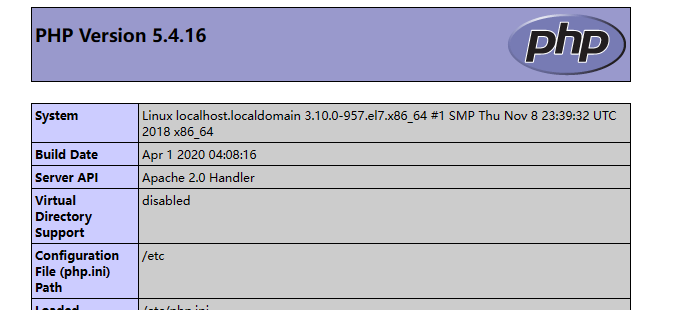 PHP Version 5.4.16
php
System
Linux localhost.localdomain 3.10.0-957.el7.x86_64 #1 SMP Thu Nov 8 23:39:32 UTC
2018 x86_64
Build Date
Apr 1 2020 04:08:16
Server API
Apache 2.0 Handler
Virtual
Directory
Support
disabled
Configuration
File (php.ini)
Path
/etc
Loaded
/etc/php.ini